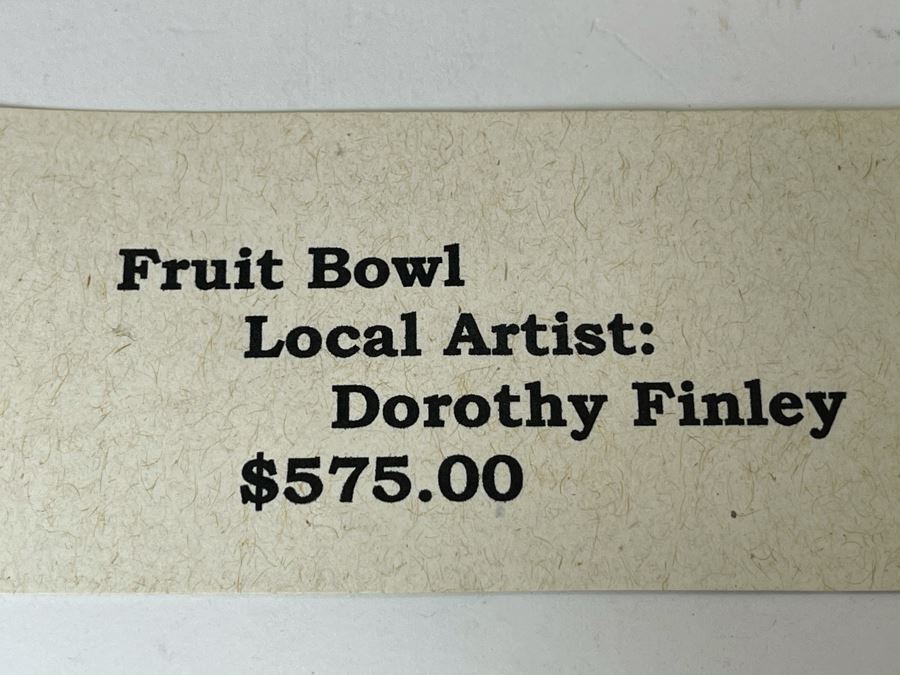 Fruit Bowl
Local Artist:
Dorothy Finley
$575.00